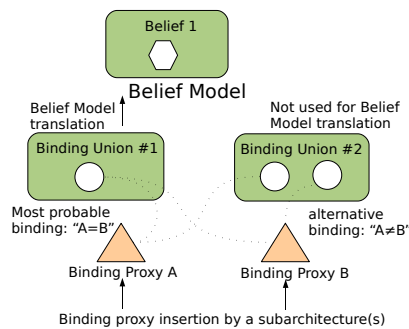 Belief 1
Belief Model
Belief Model
translation
Not used for Belief
Model translation
Binding Union #1
Binding Union #2
Most probable
binding: “A=B”
alternative
binding: “A≠B”
Binding Proxy A
Binding Proxy B
Binding proxy insertion by a subarchitecture(s)